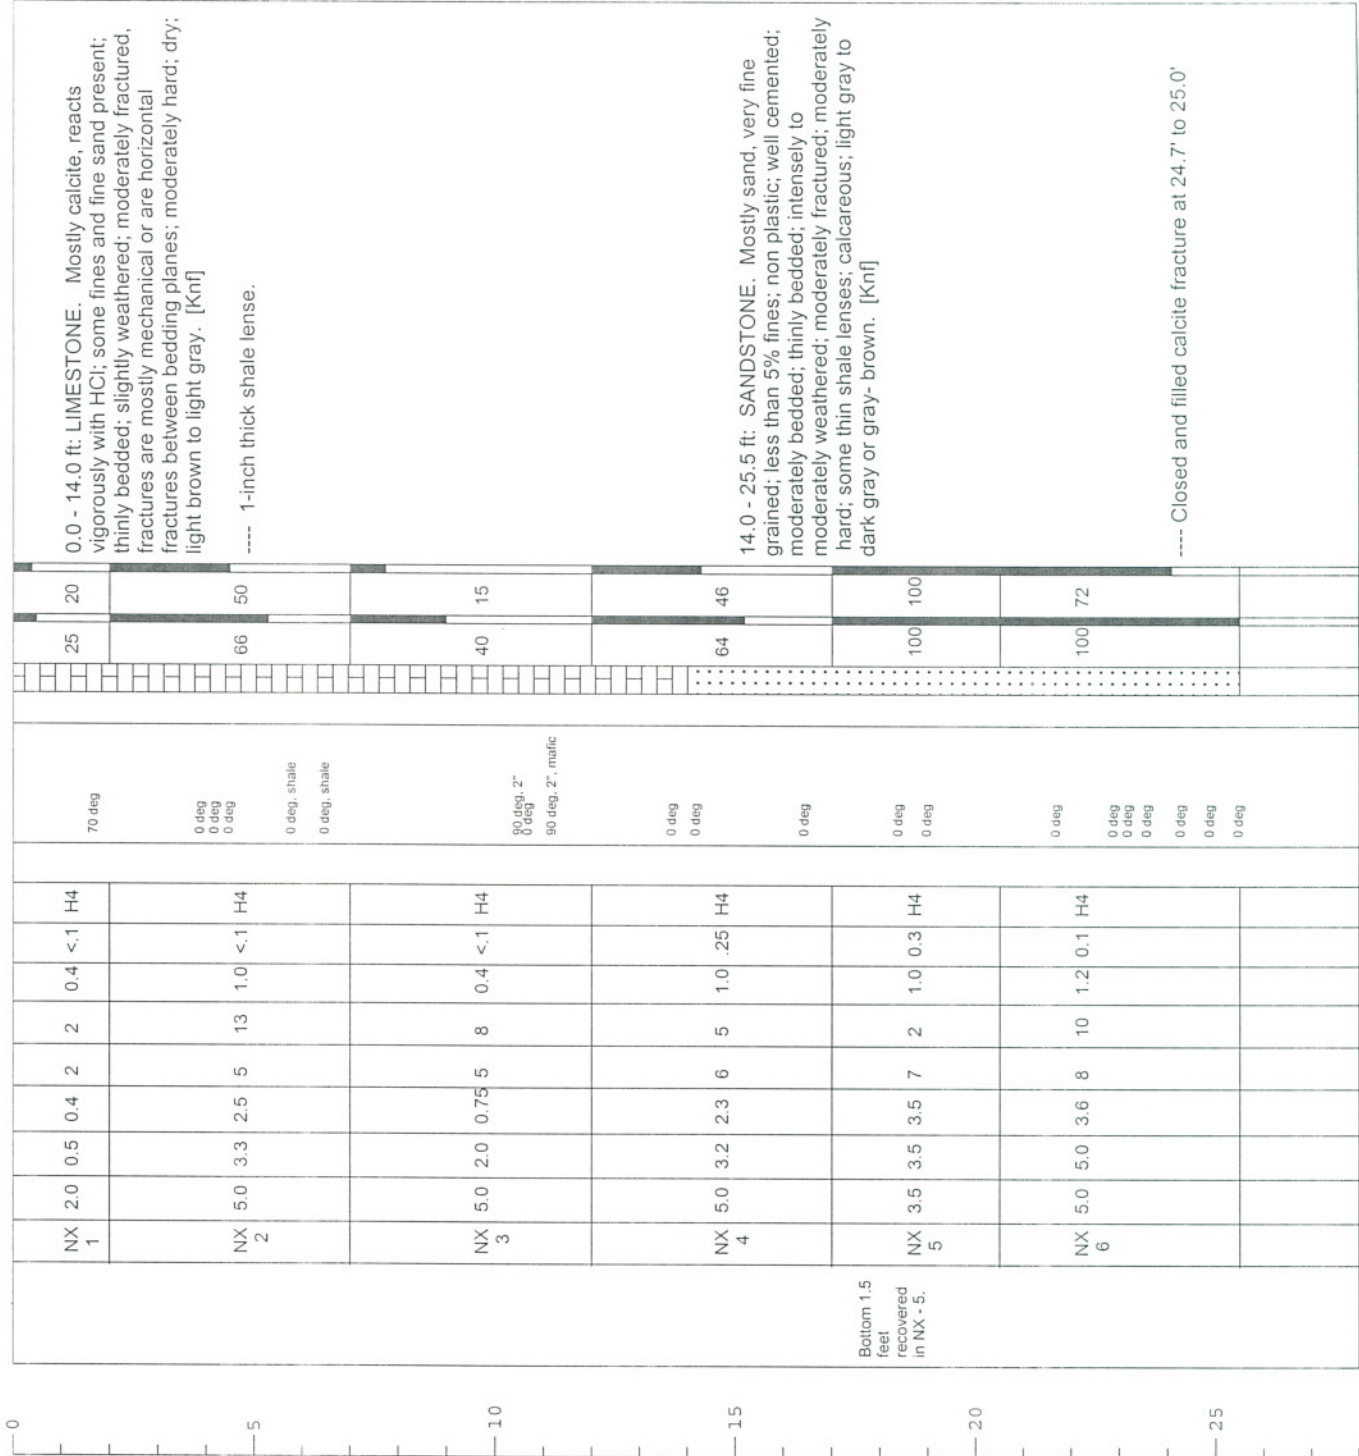 0
5
10
15
20
25
Bottom 1.5
feet
recovered
in NX - 5.
NX
1
2.0 0.5 0.4 2 2 0.4 <.1 H4
NX
2
5.0 3.3 2.5 5 13 1.0 <.1 H4
NX
3
5.0 2.0 0.75 5 8 0.4 <.1 H4
NX
4
5.0 3.2 2.3 6 5 1.0 .25 H4
NX
5
3.5 3.5 3.5 7 2 1.0 0.3 H4
NX
6
5.0 5.0 3.6 8 10 1.2 0.1 H4
70 deg
0 deg
0 deg
0 deg
0 deg, shale
0 deg, shale
90 deg, 2"
0 deg
90 deg, 2", mafic
0 deg
0 deg
0 deg
0 deg
0 deg
0 deg
0 deg
0 deg
0 deg
0 deg
0 deg
0 deg
25 20
66 50
40 15
64 46
100 100
100 72
0.0 - 14.0 ft: LIMESTONE. Mostly calcite, reacts
vigorously with HCl; some fines and fine sand present;
thinly bedded; slightly weathered; moderately fractured,
fractures are mostly mechanical or are horizontal
fractures between bedding planes; moderately hard; dry;
light brown to light gray. [Knf]
---- 1-inch thick shale lense.
14.0 - 25.5 ft: SANDSTONE. Mostly sand, very fine
grained; less than 5% fines; non plastic; well cemented;
moderately bedded; thinly bedded; intensely to
moderately weathered; moderately fractured; moderately
hard; some thin shale lenses; calcareous; light gray to
dark gray or gray- brown. [Knf]
---- Closed and filled calcite fracture at 24.7' to 25.0'